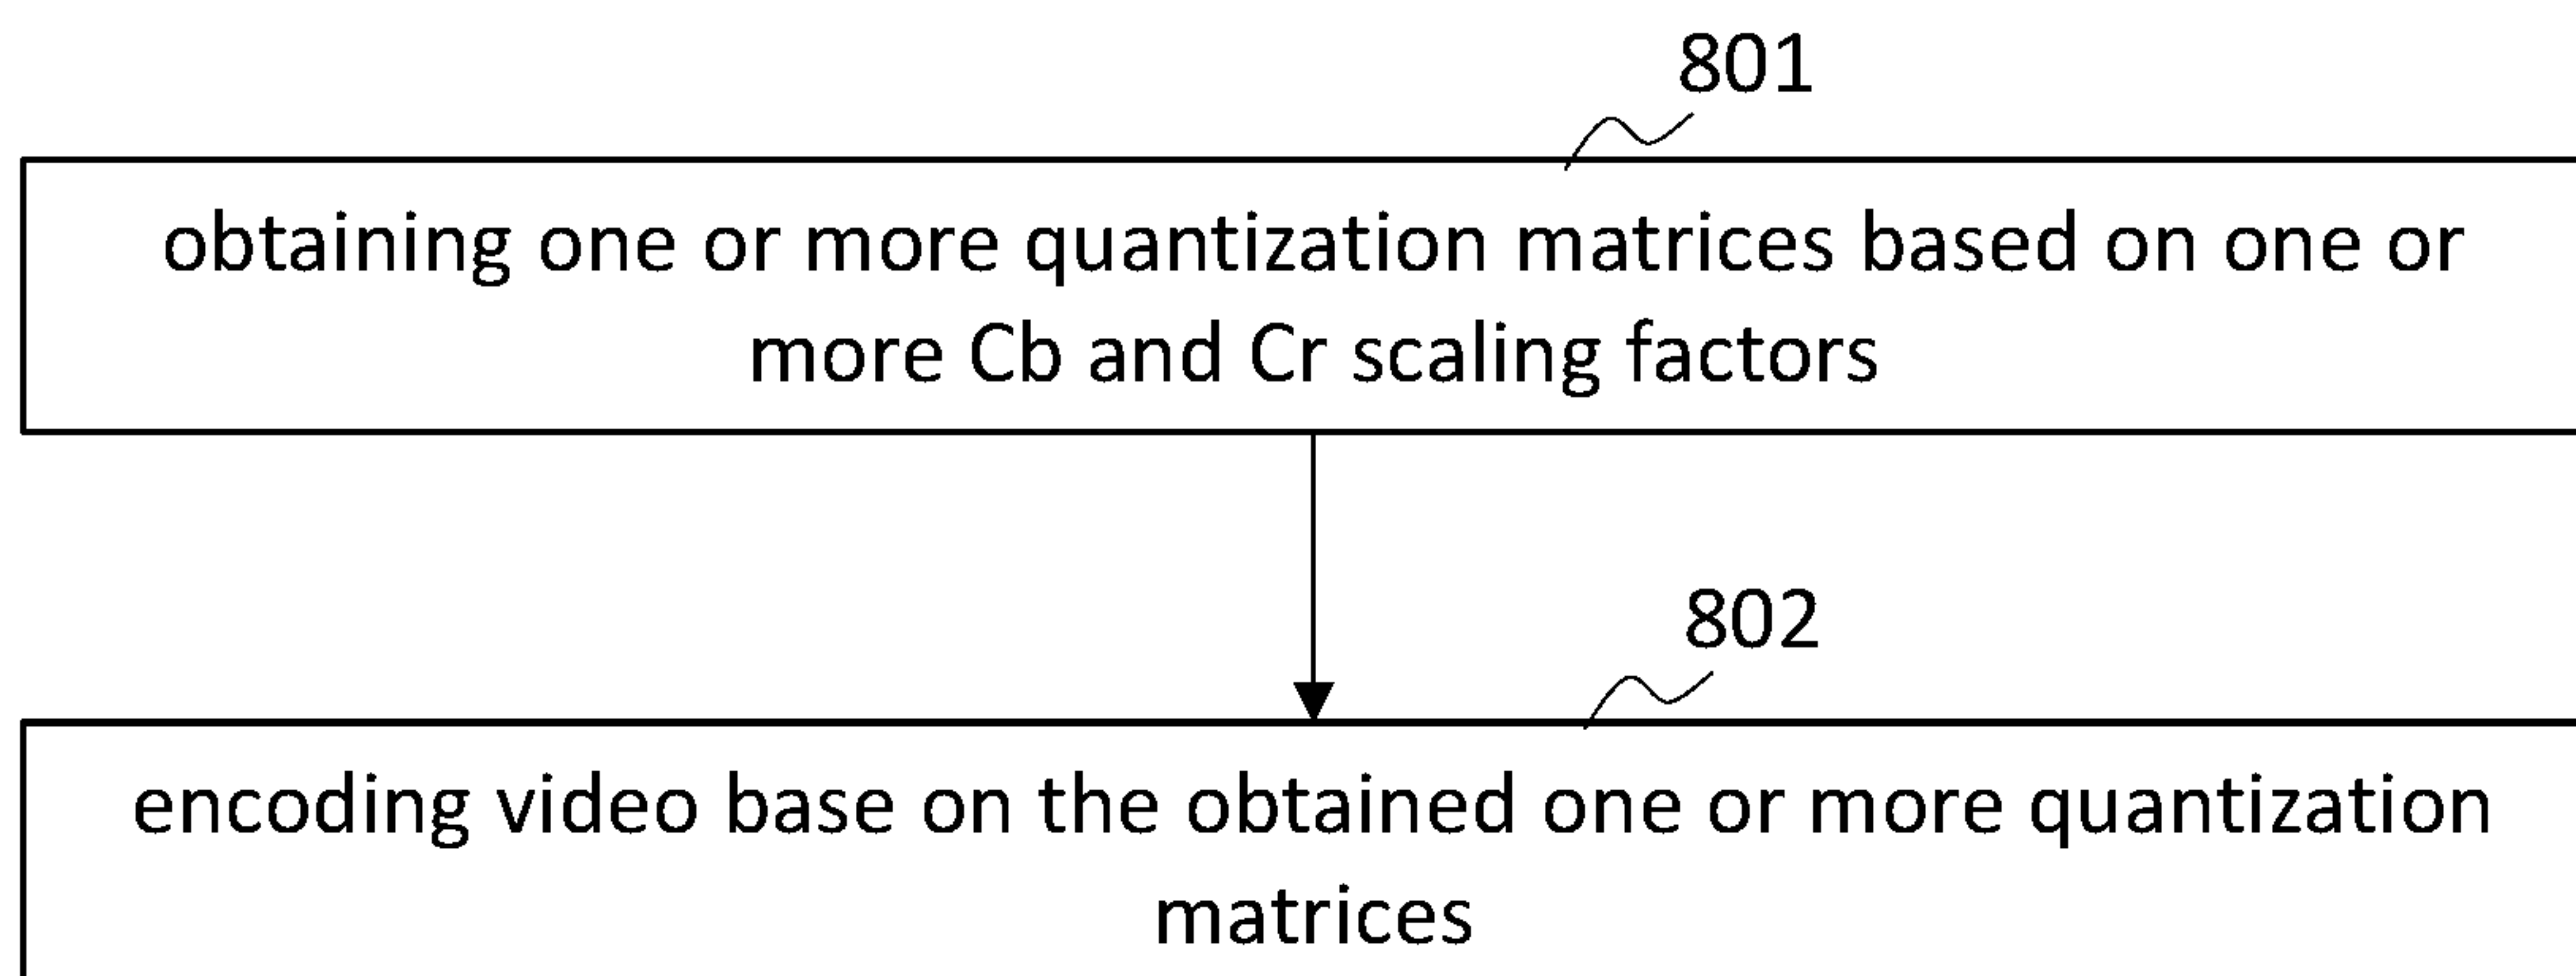 801
obtaining one or more quantization matrices based on one or
more Cb and Cr scaling factors
802
encoding video base on the obtained one or more quantization
matrices